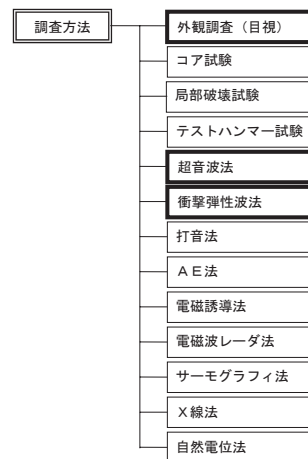 調査方法
外観調査（目視）
コア試験
局部破壊試験
テストハンマー試験
超音波法
衝撃弾性波法
打音法
ＡＥ法
電磁誘導法
電磁波レーダ法
サーモグラフィ法
Ｘ線法
自然電位法